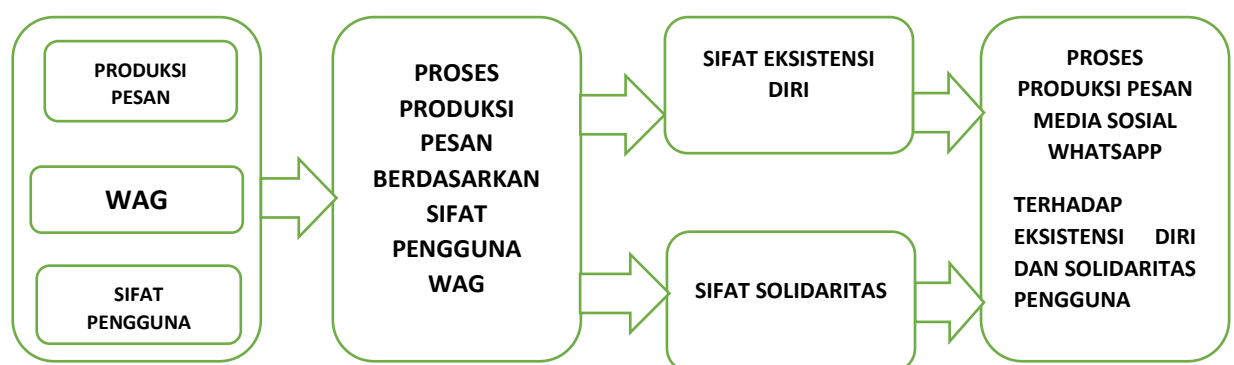 PRODUKSI
PESAN
WAG
SIFAT
PENGGUNA
PROSES
PRODUKSI
PESAN
BERDASARKAN
SIFAT
PENGGUNA
WAG
SIFAT EKSISTENSI
DIRI
SIFAT SOLIDARITAS
PROSES
PRODUKSI PESAN
MEDIA SOSIAL
WHATSAPP
TERHADAP
EKSISTENSI DIRI
DAN SOLIDARITAS
PENGGUNA